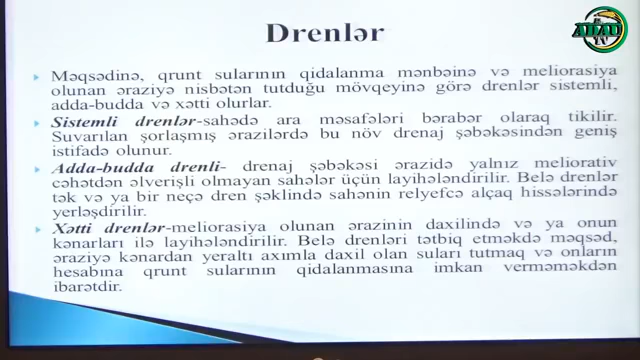 ADAU
TV
Drenlər
Məqsədinə, qrunt sularının qidalanma mənbəinə və meliorasiya
olunan əraziyə nisbətən tutduğu mövqeyinə görə drenlər sistemli,
adda-budda və xətti olurlar.
Sistemli drenlər-sahədə ara məsafələri bərabər olaraq tikilir.
Suvarılan şorlaşmış ərazilərdə bu növ drenaj şəbəkəsindən geniş
istifadə olunur.
Adda-budda drenli- drenaj şəbəkəsi ərazidə yalnız meliorativ
cəhətdən əlverişli olmayan sahələr üçün layihələndirilir. Belə drenlər
tək və ya bir neçə dren şəklində sahənin relyefcə alçaq hissələrində
yerləşdirilir.
Xətti drenlər-meliorasiya olunan ərazinin daxilində və ya onun
kənarları ilə layihələndirilir. Belə drenləri tətbiq etməkdə məqsəd,
əraziyə kənardan yeraltı axımla daxil olan suları tutmaq və onların
hesabına qrunt sularının qidalanmasına imkan verməməkdən
ibarətdir.